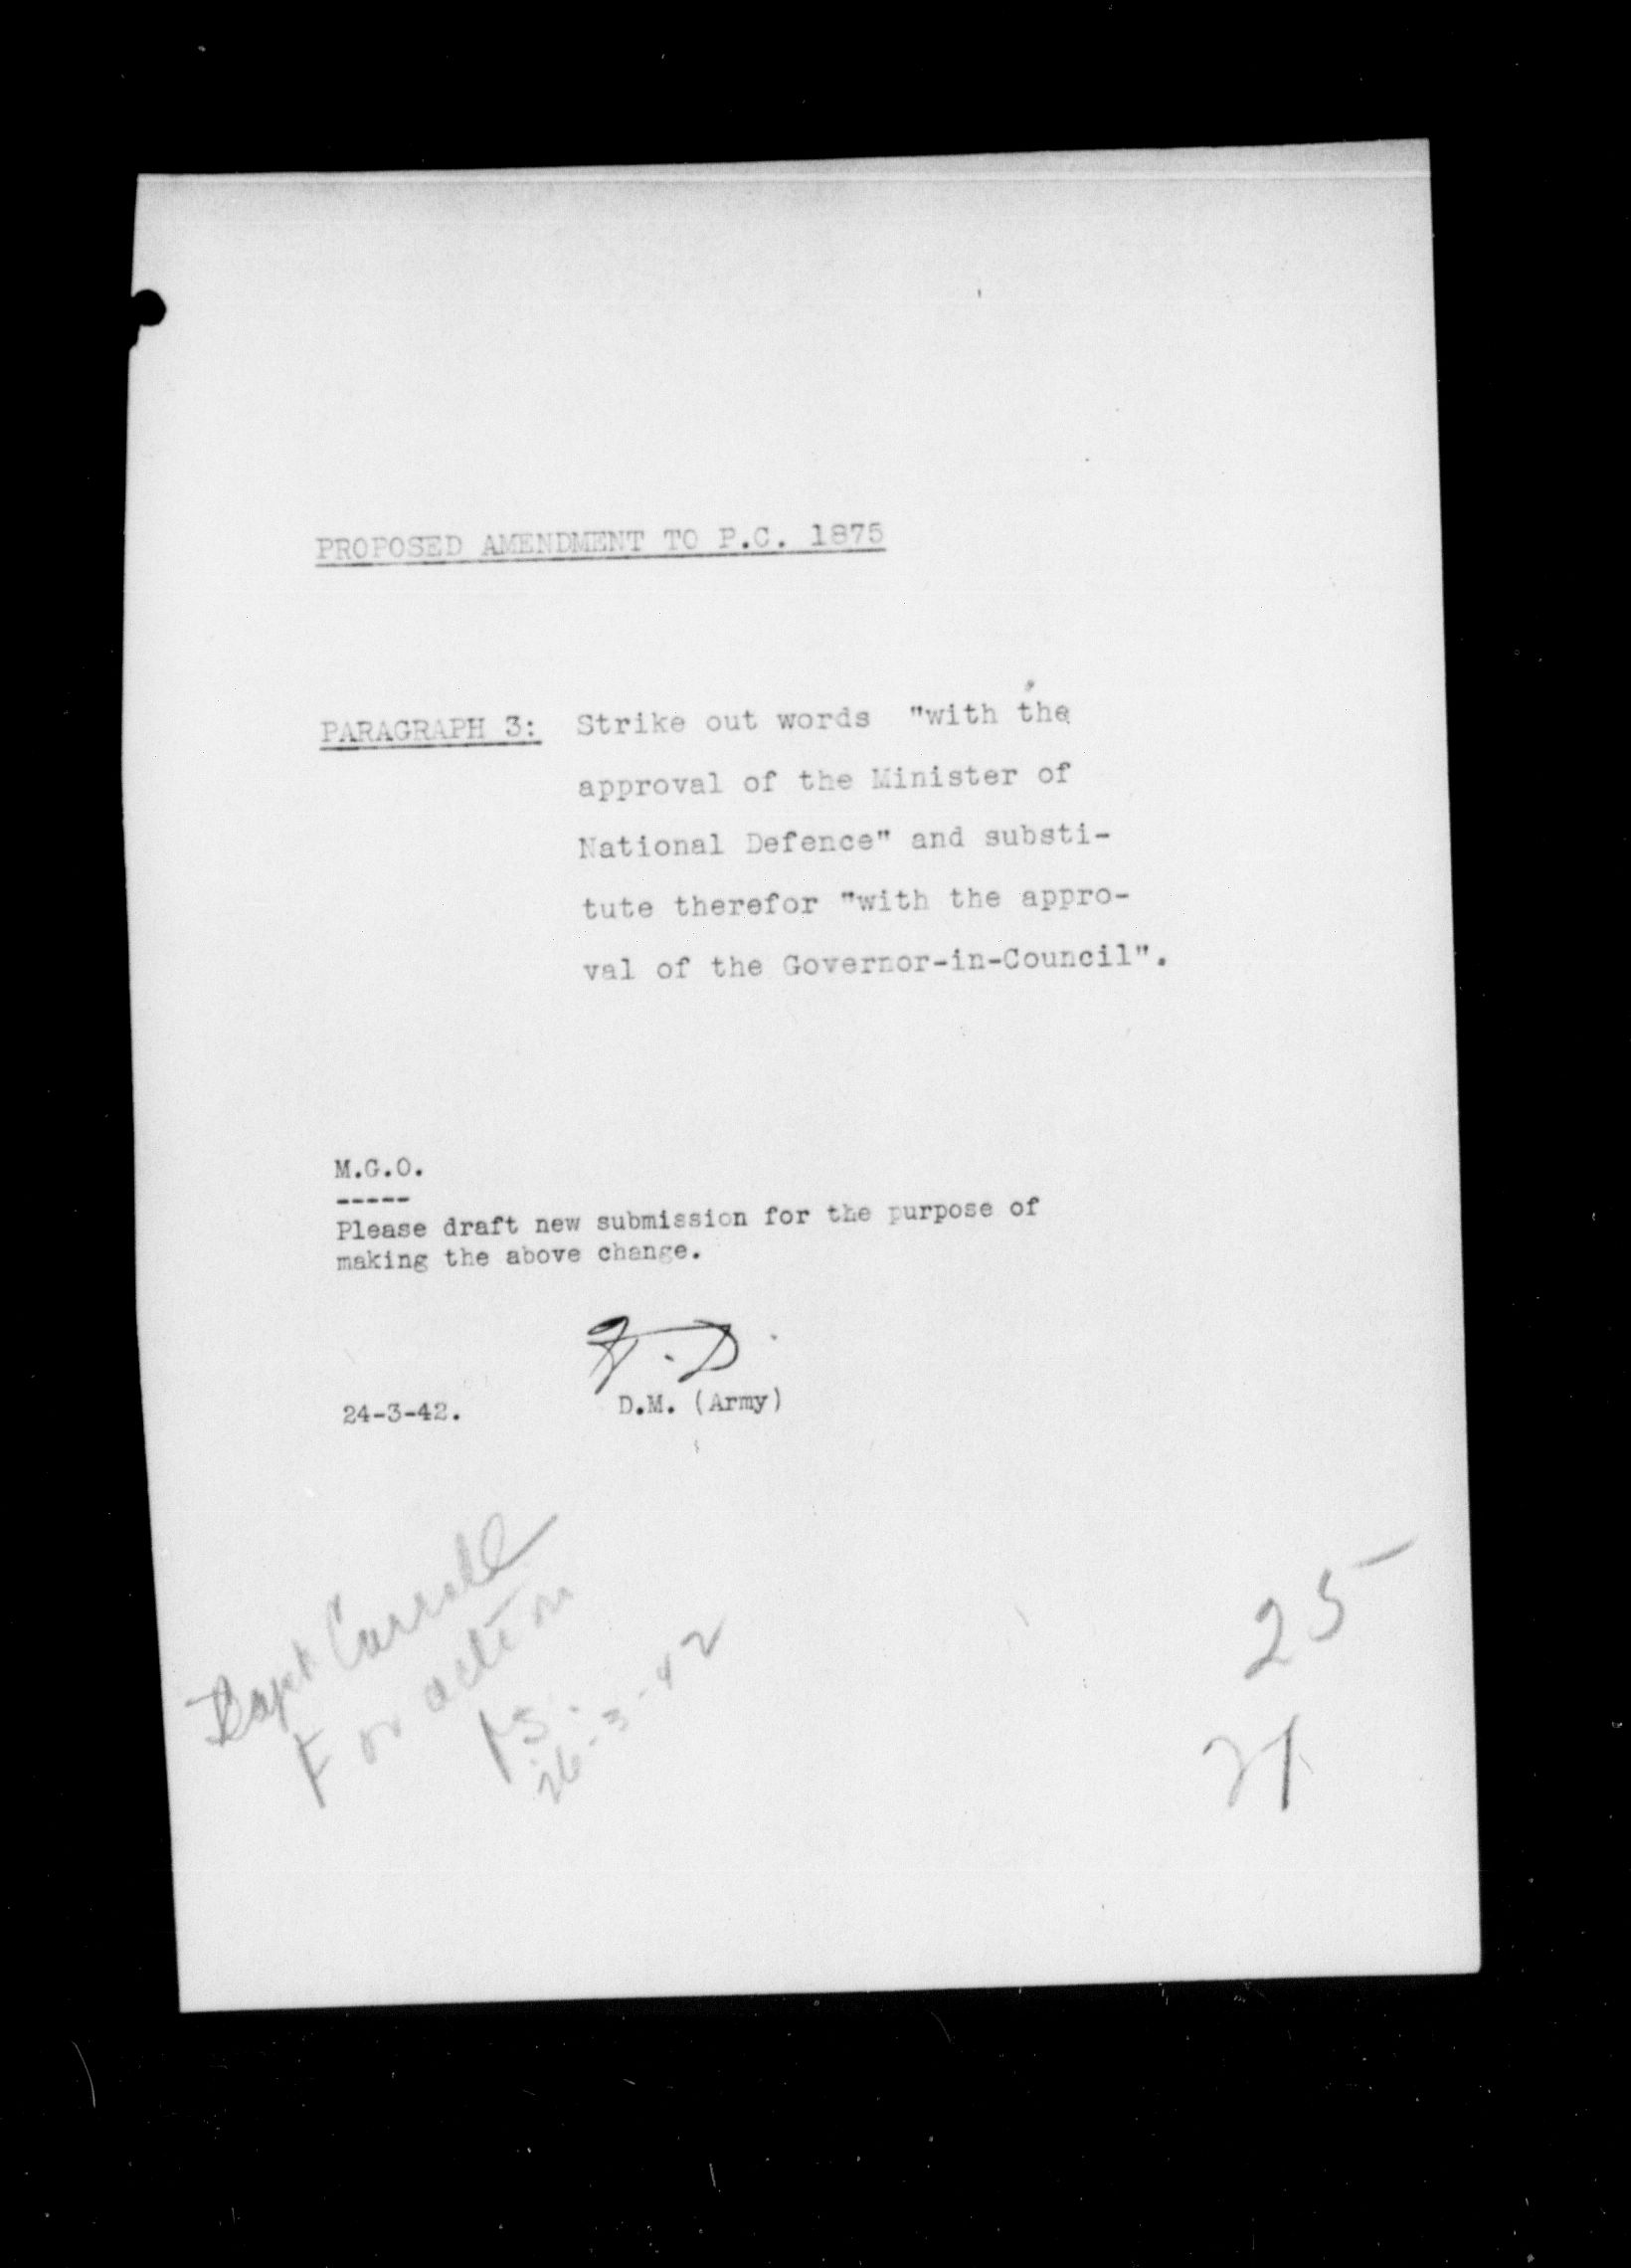 PROPOSED AMENDMENT TO P.C. 1875
PARAGRAPH 3: Strike out words "with the
approval of the Minister of
National Defence" and substi-
tute therefor "with the appro-
val of the Governor-in-Council".
M.G.O.
-----
Please draft new submission for the purpose of
making the above change.
24-3-42. D.M. (Army)
Capt Carroll
For action
26-3-42
25
21